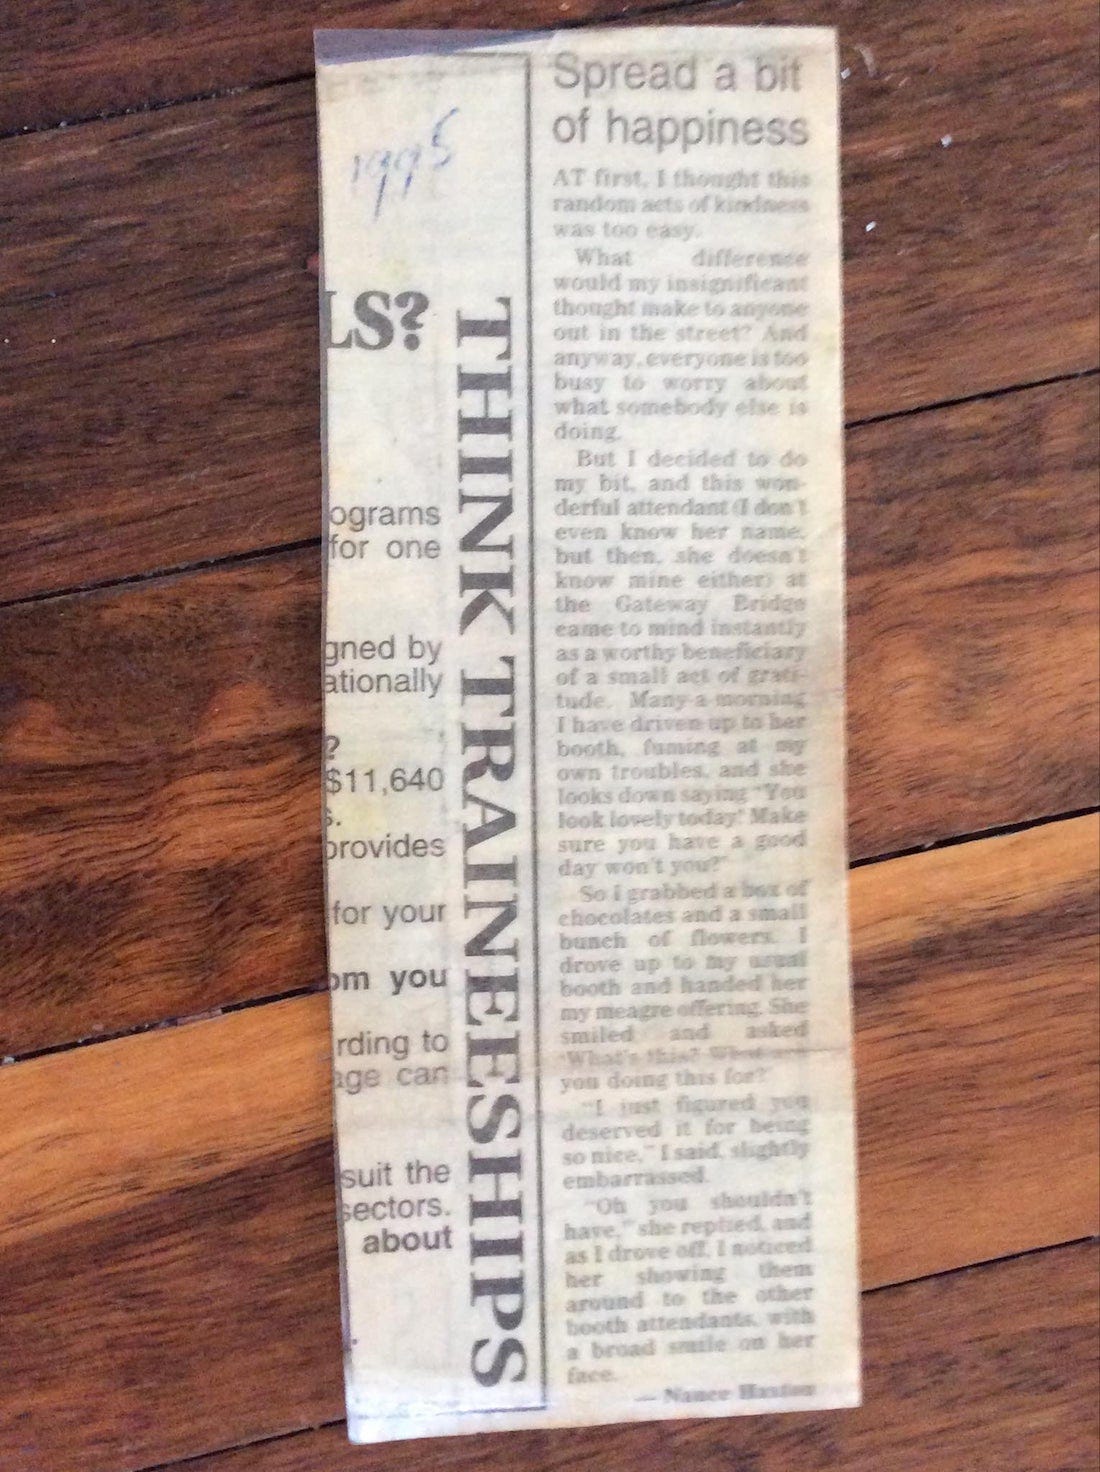 1995
LS?
ograms
for one
gned by
ationally
?
$11,640
s.
provides
for your
om you
rding to
age can
suit the
sectors.
about
THINK TRAINEESHIPS
Spread a bit
of happiness
AT first, I thought this
random acts of kindness
was too easy.
What difference
would my insignificant
thought make to anyone
out in the street? And
anyway, everyone is too
busy to worry about
what somebody else is
doing.
But I decided to do
my bit, and this won-
derful attendant (I don't
even know her name,
but then, she doesn't
know mine either) at
the Gateway Bridge
came to mind instantly
as a worthy beneficiary
of a small act of grati-
tude. Many a morning
I have driven up to her
booth, fuming at my
own troubles, and she
looks down saying "You
look lovely today! Make
sure you have a good
day won't you?"
So I grabbed a box of
chocolates and a small
bunch of flowers. I
drove up to my usual
booth and handed her
my meagre offering. She
smiled and asked
"What's this? What are
you doing this for?"
"I just figured you
deserved it for being
so nice," I said, slightly
embarrassed.
"Oh you shouldn't
have," she replied, and
as I drove off, I noticed
her showing them
around to the other
booth attendants, with
a broad smile on her
face.
— Nance Haxton